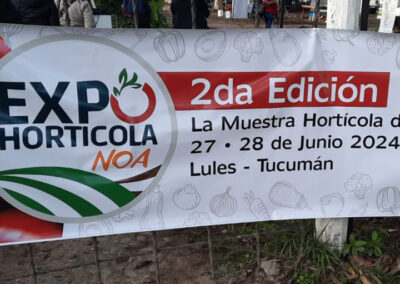 EXPO
HORTICOLA
NOA
2da Edición
La Muestra Hortícola d
27 - 28 de Junio 2024
Lules - Tucumán